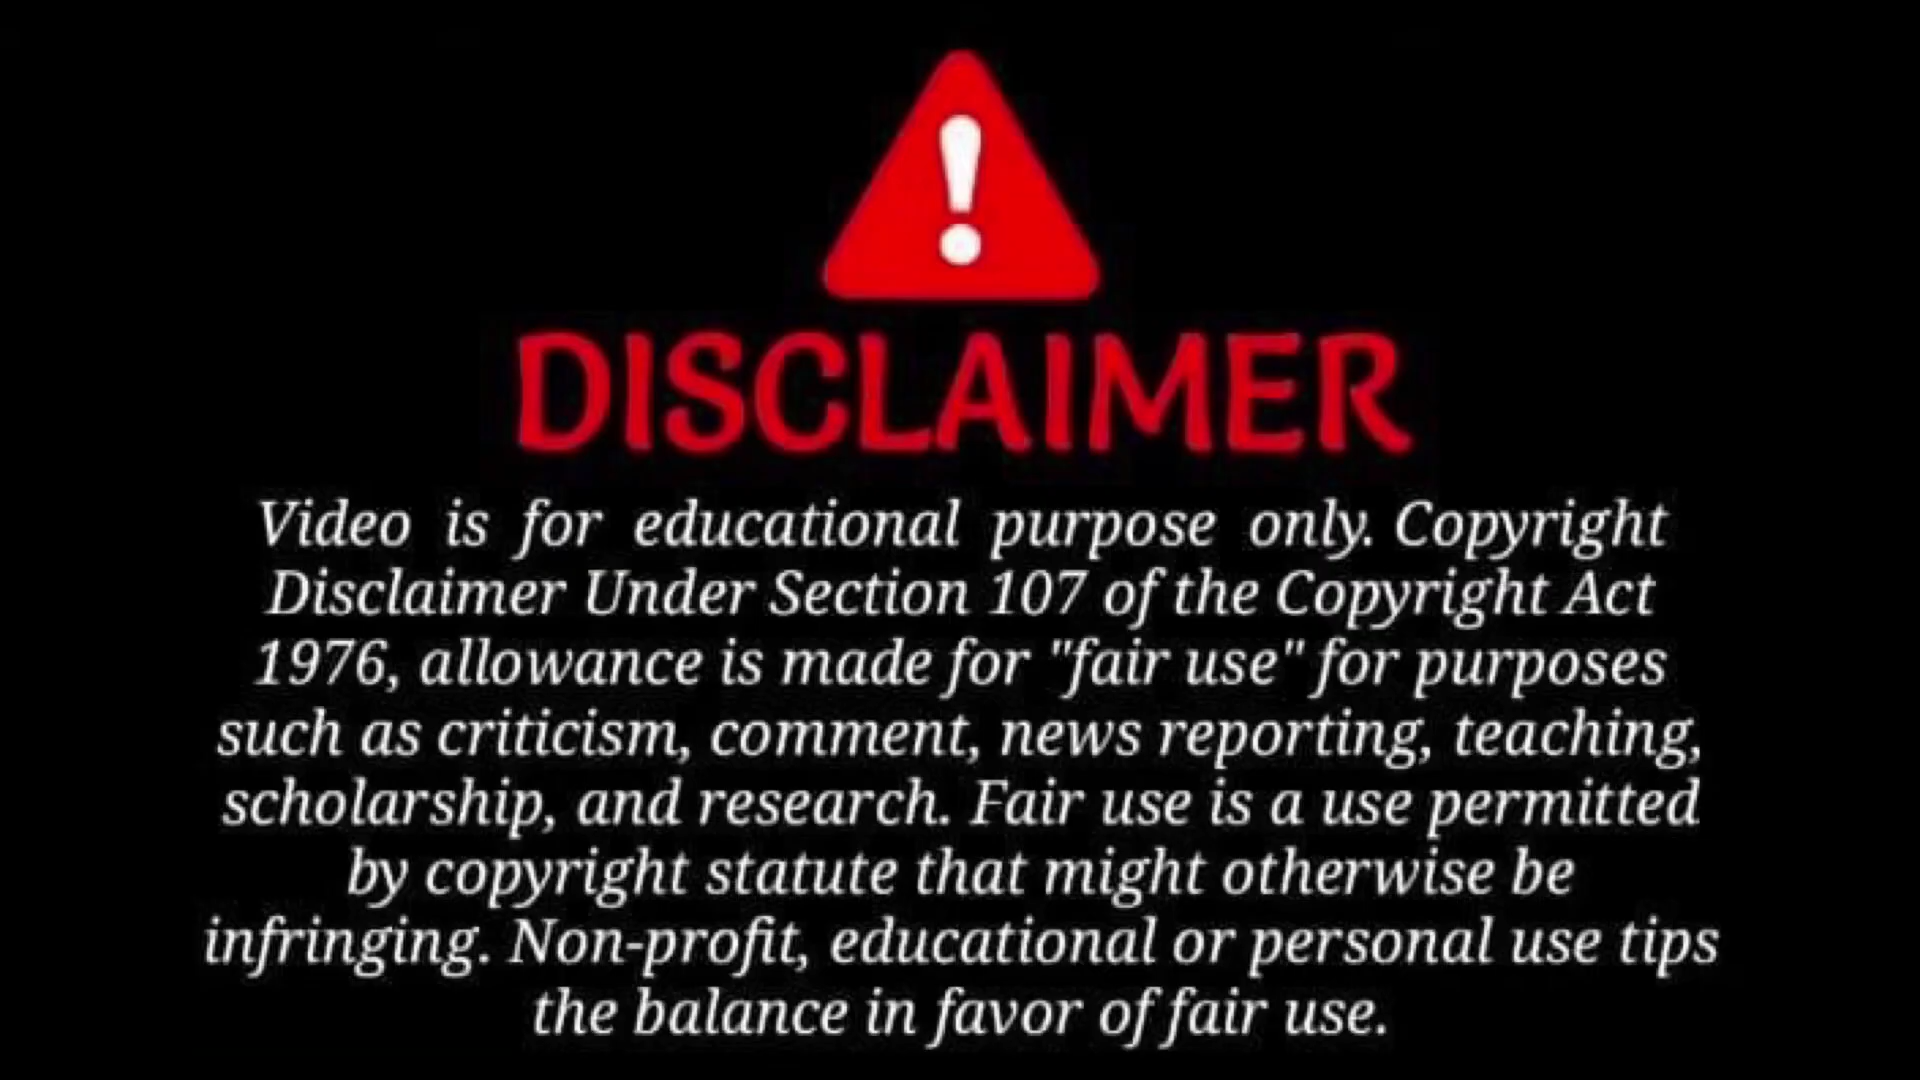 DISCLAIMER
Video is for educational purpose only. Copyright
Disclaimer Under Section 107 of the Copyright Act
1976, allowance is made for "fair use" for purposes
such as criticism, comment, news reporting, teaching,
scholarship, and research. Fair use is a use permitted
by copyright statute that might otherwise be
infringing. Non-profit, educational or personal use tips
the balance in favor of fair use.